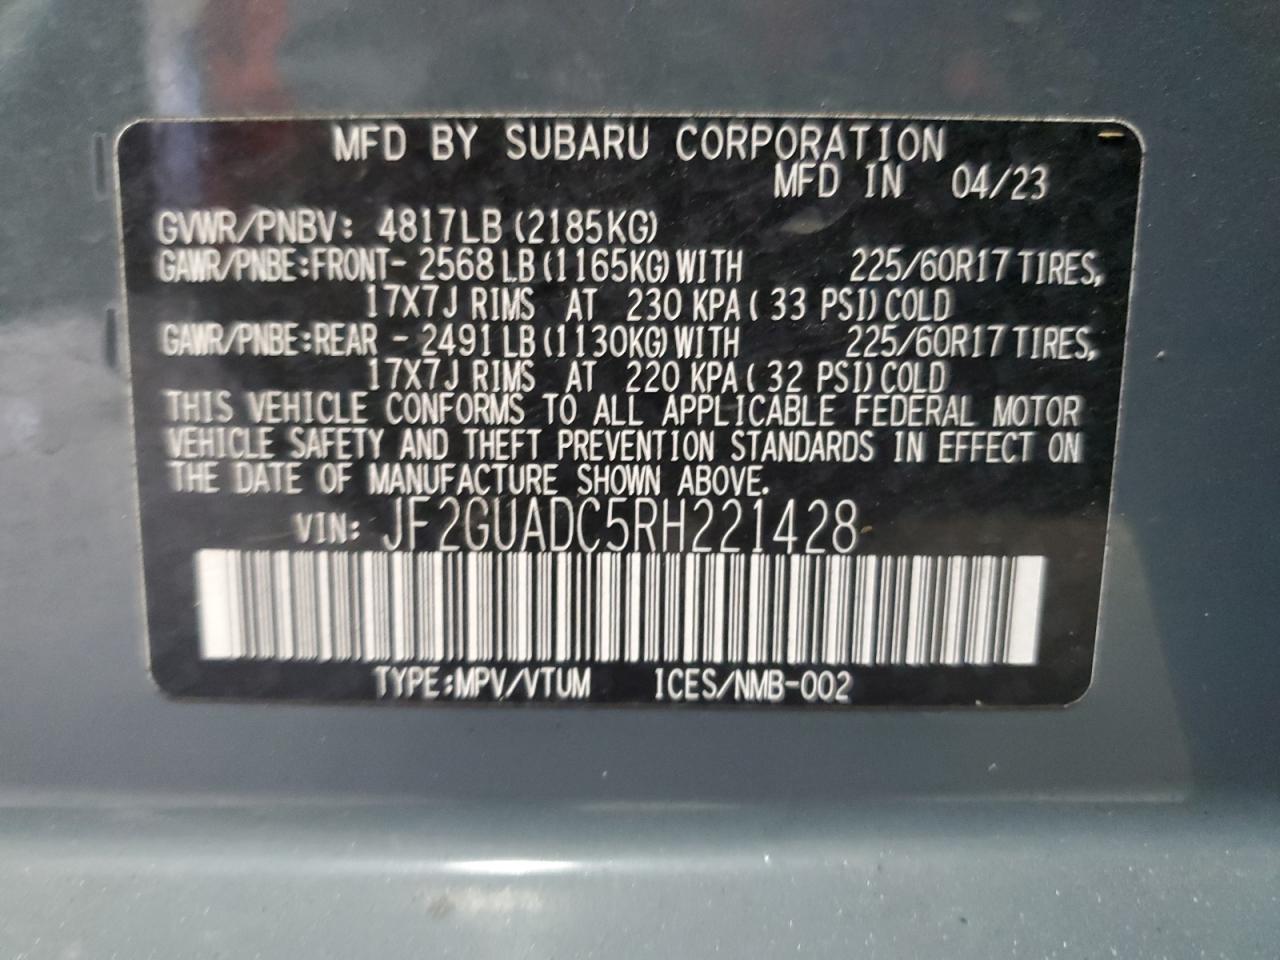 MFD BY SUBARU CORPORATION
MFD IN 04/23
GVWR/PNBV: 4817LB (2185KG)
GAWR/PNBE:FRONT- 2568 LB (1165KG) WITH 225/60R17 TIRES,
17X7J RIMS AT 230 KPA ( 33 PSI) COLD
GAWR/PNBE:REAR - 2491 LB (1130KG) WITH 225/60R17 TIRES,
17X7J RIMS AT 220 KPA ( 32 PSI) COLD
THIS VEHICLE CONFORMS TO ALL APPLICABLE FEDERAL MOTOR
VEHICLE SAFETY AND THEFT PREVENTION STANDARDS IN EFFECT ON
THE DATE OF MANUFACTURE SHOWN ABOVE.
VIN: JF2GUADC5RH221428
TYPE:MPV/VTUM ICES/NMB-002